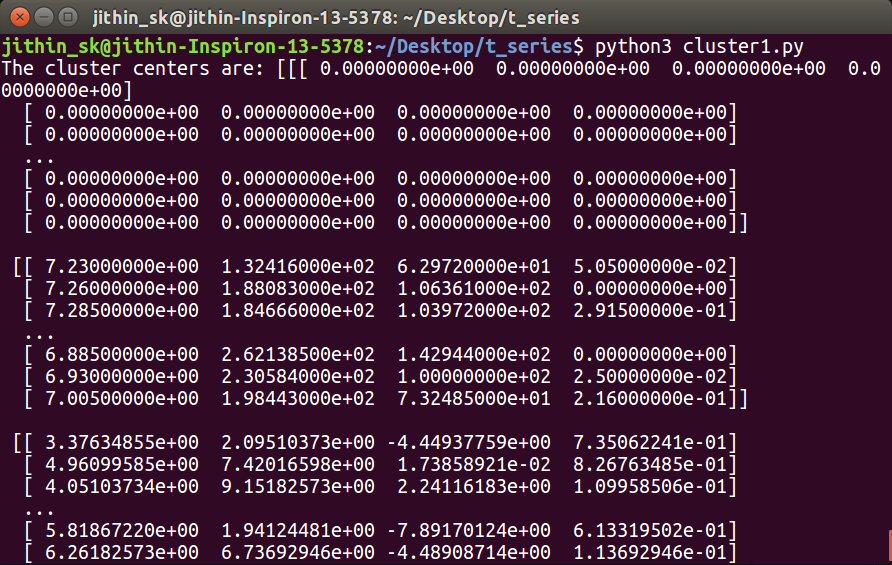 jithin_sk@jithin-Inspiron-13-5378: ~/Desktop/t_series
jithin_sk@jithin-Inspiron-13-5378:~/Desktop/t_series$ python3 cluster1.py
The cluster centers are: [[[ 0.00000000e+00  0.00000000e+00  0.00000000e+00  0.0
0000000e+00]
  [ 0.00000000e+00  0.00000000e+00  0.00000000e+00  0.00000000e+00]
  [ 0.00000000e+00  0.00000000e+00  0.00000000e+00  0.00000000e+00]
  ...
  [ 0.00000000e+00  0.00000000e+00  0.00000000e+00  0.00000000e+00]
  [ 0.00000000e+00  0.00000000e+00  0.00000000e+00  0.00000000e+00]
  [ 0.00000000e+00  0.00000000e+00  0.00000000e+00  0.00000000e+00]]
 [[ 7.23000000e+00  1.32416000e+02  6.29720000e+01  5.05000000e-02]
  [ 7.26000000e+00  1.88083000e+02  1.06361000e+02  0.00000000e+00]
  [ 7.28500000e+00  1.84666000e+02  1.03972000e+02  2.91500000e-01]
  ...
  [ 6.88500000e+00  2.62138500e+02  1.42944000e+02  0.00000000e+00]
  [ 6.93000000e+00  2.30584000e+02  1.00000000e+02  2.50000000e-02]
  [ 7.00500000e+00  1.98443000e+02  7.32485000e+01  2.16000000e-01]]
 [[ 3.37634855e+00  2.09510373e+00 -4.44937759e+00  7.35062241e-01]
  [ 4.96099585e+00  7.42016598e+00  1.73858921e-02  8.26763485e-01]
  [ 4.05103734e+00  9.15182573e+00  2.24116183e+00  1.09958506e-01]
  ...
  [ 5.81867220e+00  1.94124481e+00 -7.89170124e+00  6.13319502e-01]
  [ 6.26182573e+00  6.73692946e+00 -4.48908714e+00  1.13692946e-01]